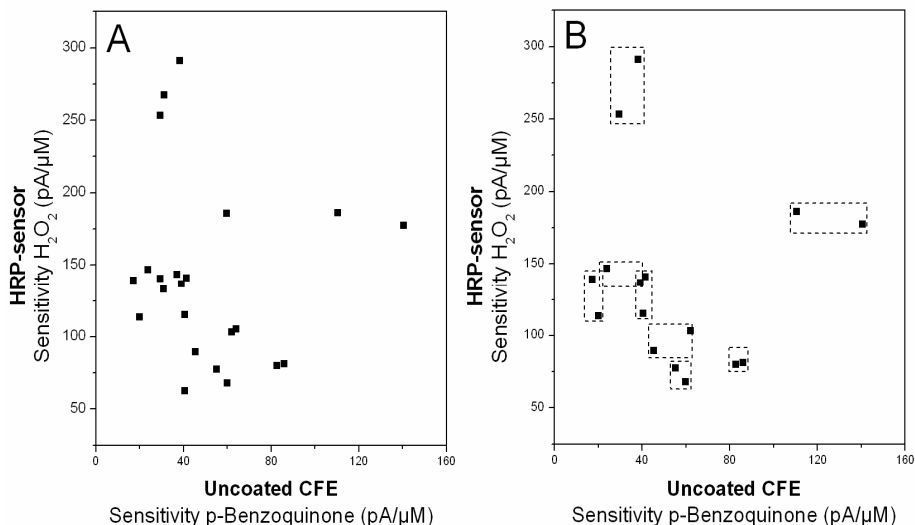 A
300
250
200
150
100
50
HRP-sensor
Sensitivity H₂O₂ (pA/µM)
0
40
80
120
160
Uncoated CFE
Sensitivity p-Benzoquinone (pA/µM)
B
300
250
200
150
100
50
HRP-sensor
Sensitivity H₂O₂ (pA/µM)
0
40
80
120
160
Uncoated CFE
Sensitivity p-Benzoquinone (pA/µM)